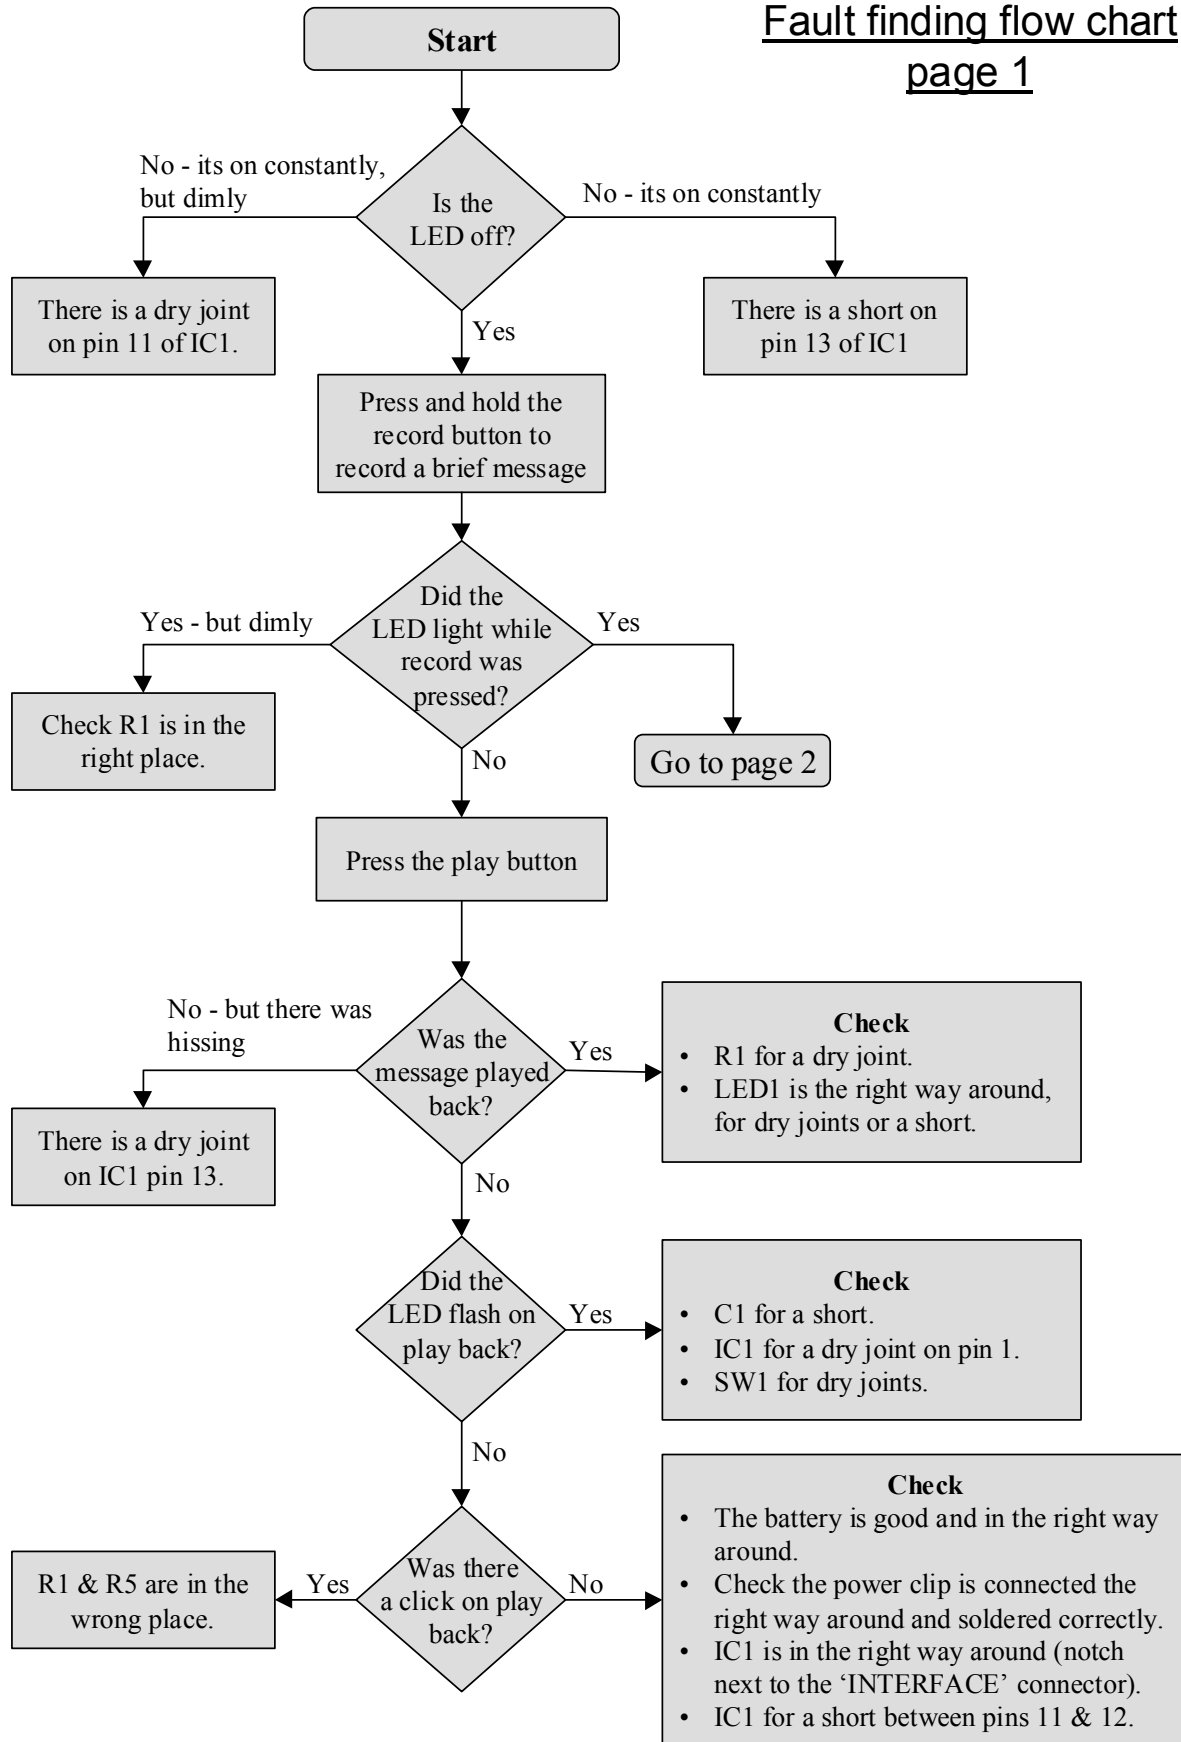 Fault finding flow chart
page 1
Start
No - its on constantly,
but dimly
Is the
LED off?
No - its on constantly
There is a dry joint
on pin 11 of IC1.
Yes
There is a short on
pin 13 of IC1
Press and hold the
record button to
record a brief message
Yes - but dimly
Did the
LED light while
record was
pressed?
Yes
Check R1 is in the
right place.
No
Go to page 2
Press the play button
No - but there was
hissing
Was the
message played
back?
Yes
Check
• R1 for a dry joint.
• LED1 is the right way around,
for dry joints or a short.
There is a dry joint
on IC1 pin 13.
No
Did the
LED flash on
play back?
Yes
Check
• C1 for a short.
• IC1 for a dry joint on pin 1.
• SW1 for dry joints.
No
R1 & R5 are in the
wrong place.
Yes
Was there
a click on play
back?
No
Check
• The battery is good and in the right way
around.
• Check the power clip is connected the
right way around and soldered correctly.
• IC1 is in the right way around (notch
next to the ‘INTERFACE’ connector).
• IC1 for a short between pins 11 & 12.